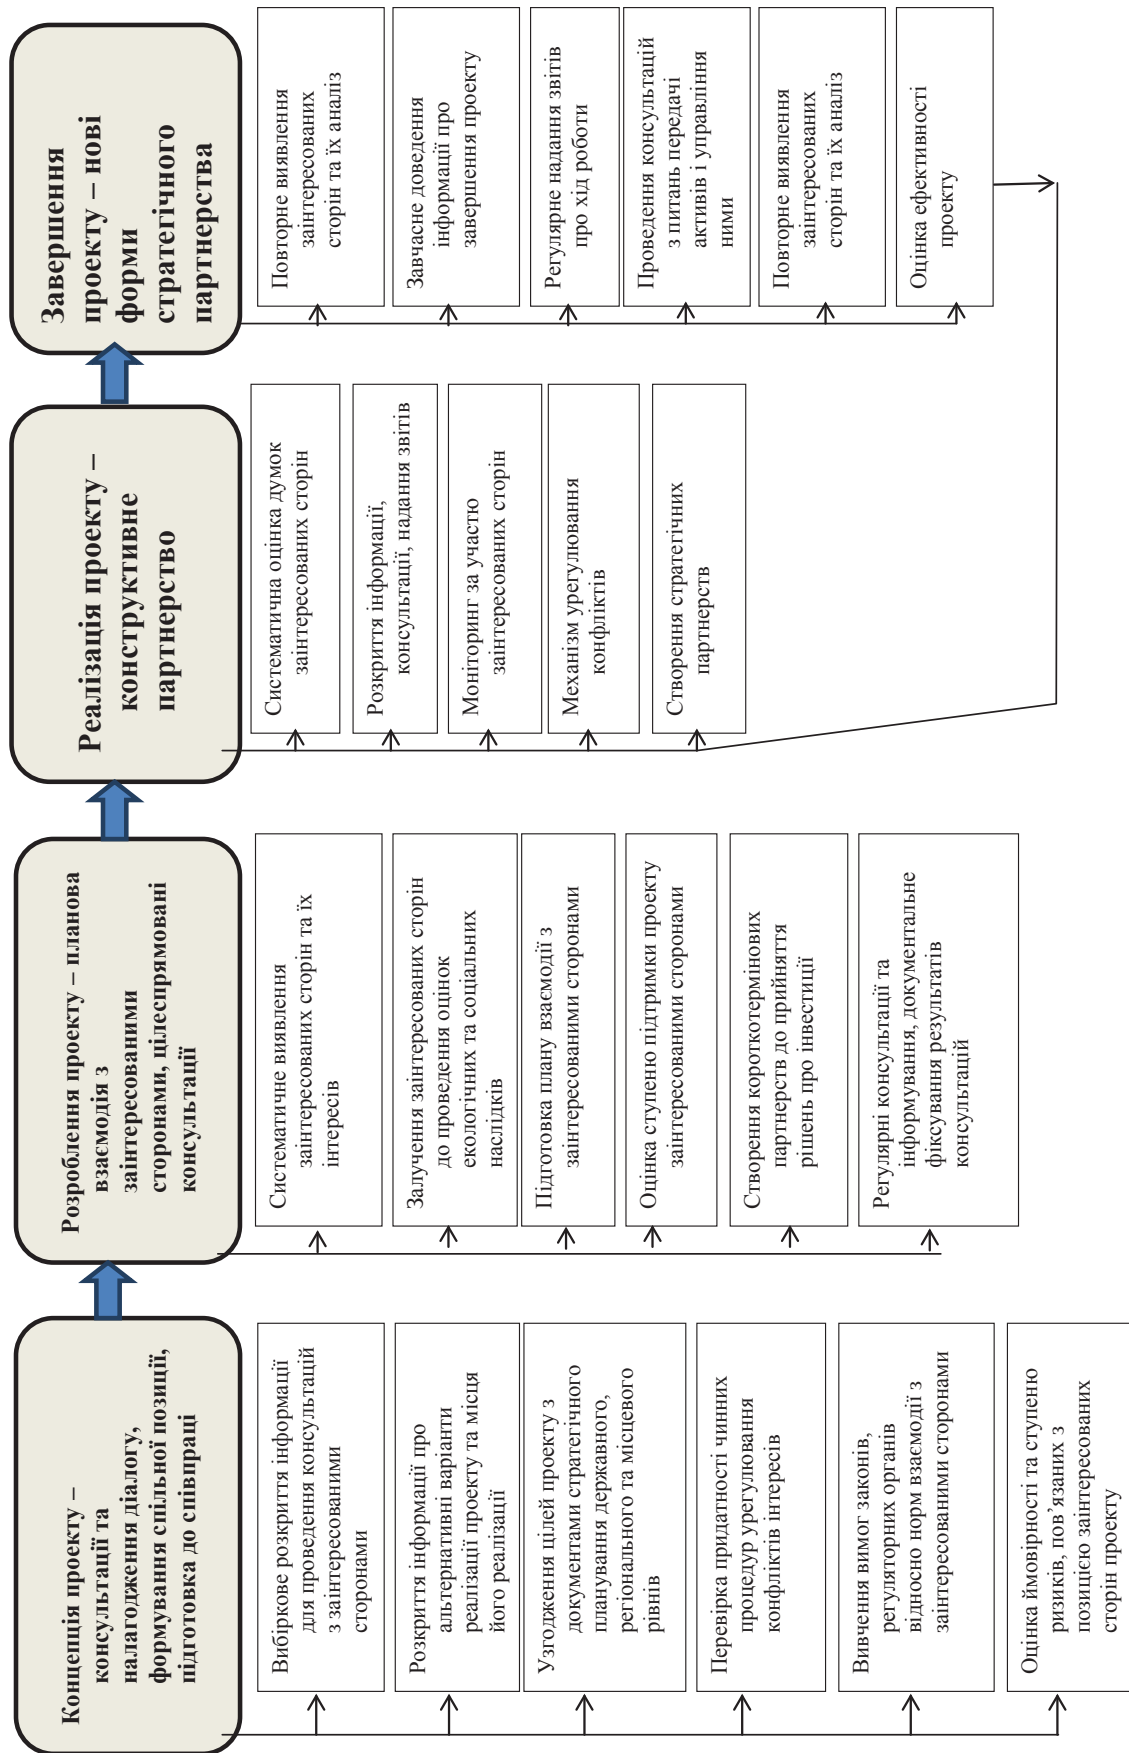 Концепція проекту –
консультації та
налагодження діалогу,
формування спільної позиції,
підготовка до співпраці
Вибіркове розкриття інформації
для проведення консультацій
з заінтересованими
сторонами
Розкриття інформації про
альтернативні варіанти
реалізації проекту та місця
його реалізації
Узгодження цілей проекту з
документами стратегічного
планування державного,
регіонального та місцевого
рівнів
Перевірка придатності чинних
процедур урегулювання
конфліктів інтересів
Вивчення вимог законів,
регуляторних органів
відносно норм взаємодії з
заінтересованими сторонами
Оцінка ймовірності та ступеню
ризиків, пов’язаних з
позицією заінтересованих
сторін проекту
Розроблення проекту – планова
взаємодія з
заінтересованими
сторонами, цілеспрямовані
консультації
Систематичне виявлення
заінтересованих сторін та їх
інтересів
Залучення заінтересованих сторін
до проведення оцінок
екологічних та соціальних
наслідків
Підготовка плану взаємодії з
заінтересованими сторонами
Оцінка ступеню підтримки проекту
заінтересованими сторонами
Створення короткотермінових
партнерств до прийняття
рішень про інвестиції
Регулярні консультації та
інформування, документальне
фіксування результатів
консультацій
Реалізація проекту –
конструктивне
партнерство
Систематична оцінка думок
заінтересованих сторін
Розкриття інформації,
консультації, надання звітів
Моніторинг за участю
заінтересованих сторін
Механізм урегулювання
конфліктів
Створення стратегічних
партнерств
Завершення
проекту – нові
форми
стратегічного
партнерства
Повторне виявлення
заінтересованих
сторін та їх аналіз
Завчасне доведення
інформації про
завершення проекту
Регулярне надання звітів
про хід роботи
Проведення консультацій
з питань передачі
активів і управління
ними
Повторне виявлення
заінтересованих
сторін та їх аналіз
Оцінка ефективності
проекту